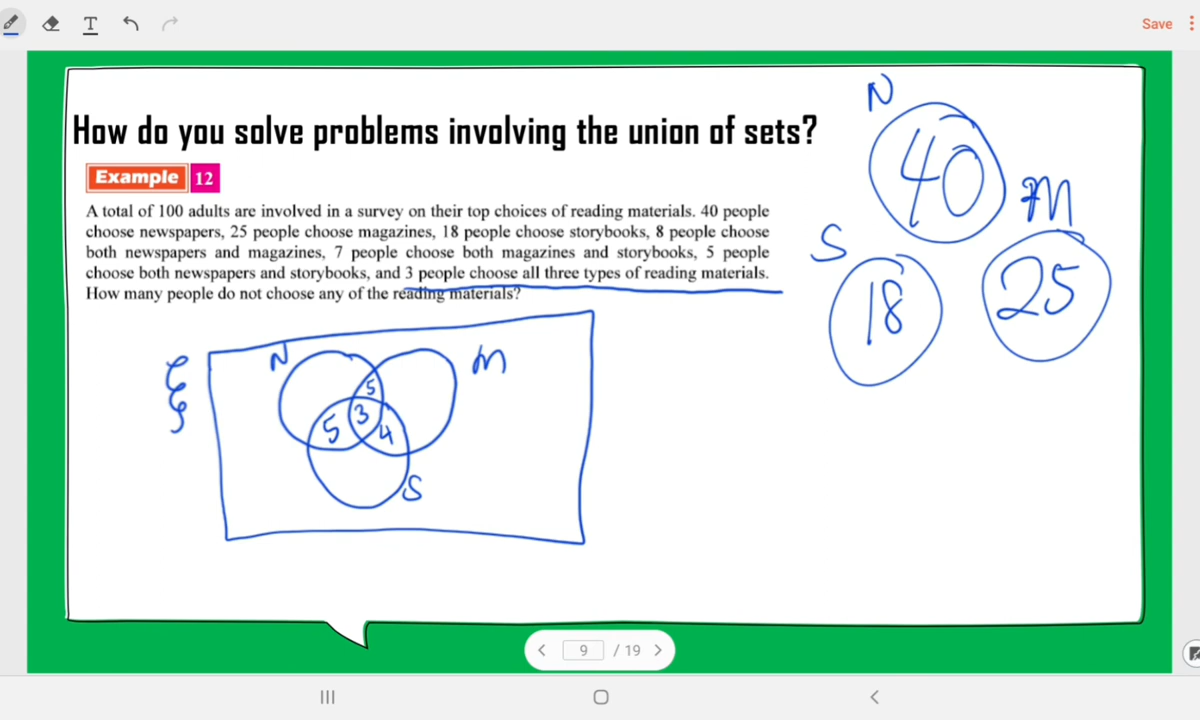 T
Save
How do you solve problems involving the union of sets?
Example 12
A total of 100 adults are involved in a survey on their top choices of reading materials. 40 people
choose newspapers, 25 people choose magazines, 18 people choose storybooks, 8 people choose
both newspapers and magazines, 7 people choose both magazines and storybooks, 5 people
choose both newspapers and storybooks, and 3 people choose all three types of reading materials.
How many people do not choose any of the reading materials?
N
40
M
S
18
25
ξ
N
M
5
3
5
4
S
9 / 19